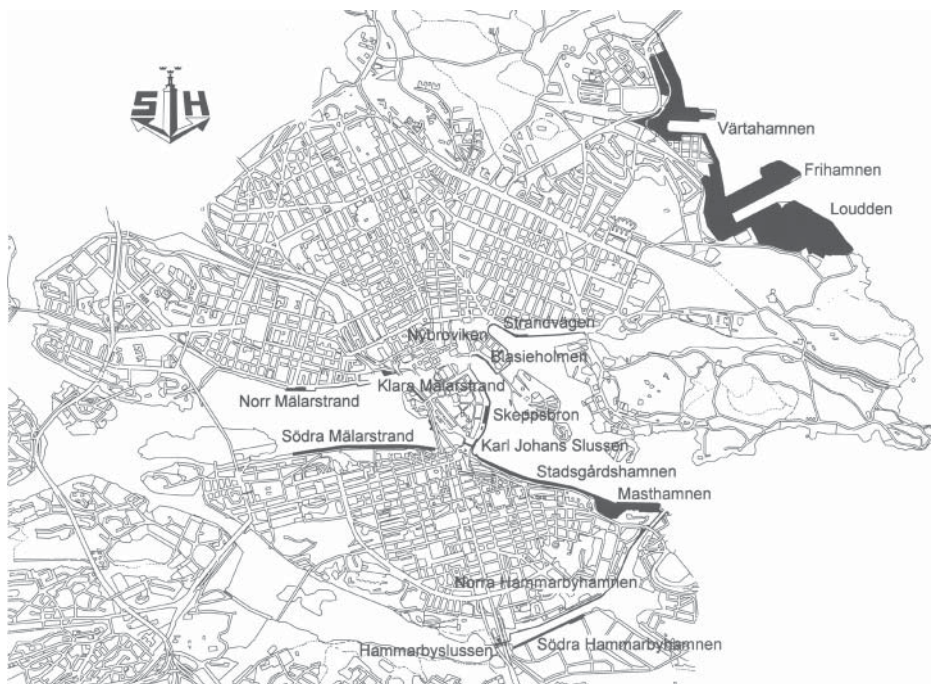 S H
Värtahamnen
Frihamnen
Loudden
Strandvägen
Nybroviken
Blasieholmen
Klara Mälarstrand
Norr Mälarstrand
Skeppsbron
Södra Mälarstrand
Karl Johans Slussen
Stadsgårdshamnen
Masthamnen
Norra Hammarbyhamnen
Södra Hammarbyhamnen
Hammarbyslussen